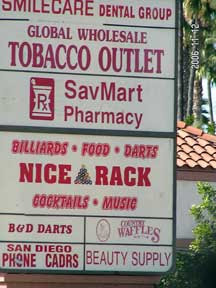 SMILECARE DENTAL GROUP
GLOBAL WHOLESALE
TOBACCO OUTLET
SavMart
Pharmacy
BILLIARDS • FOOD • DARTS
NICE RACK
COCKTAILS • MUSIC
B&D DARTS
COUNTRY
WAFFLES
SAN DIEGO
PHONE CADRS
BEAUTY SUPPLY
2006-11-12